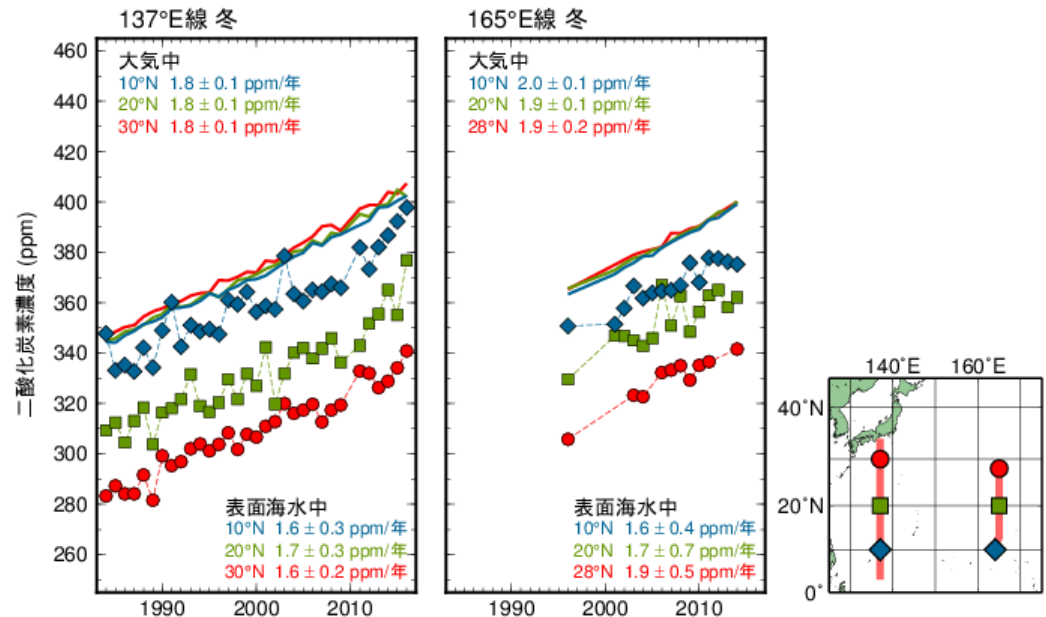 137°E線 冬
165°E線 冬
二酸化炭素濃度 (ppm)
460
440
420
400
380
360
340
320
300
280
260
大気中
10°N 1.8 ± 0.1 ppm/年
20°N 1.8 ± 0.1 ppm/年
30°N 1.8 ± 0.1 ppm/年
表面海水中
10°N 1.6 ± 0.3 ppm/年
20°N 1.7 ± 0.3 ppm/年
30°N 1.6 ± 0.2 ppm/年
1990 2000 2010
大気中
10°N 2.0 ± 0.1 ppm/年
20°N 1.9 ± 0.1 ppm/年
28°N 1.9 ± 0.2 ppm/年
表面海水中
10°N 1.6 ± 0.4 ppm/年
20°N 1.7 ± 0.7 ppm/年
28°N 1.9 ± 0.5 ppm/年
1990 2000 2010
140°E 160°E
40°N
20°N
0°